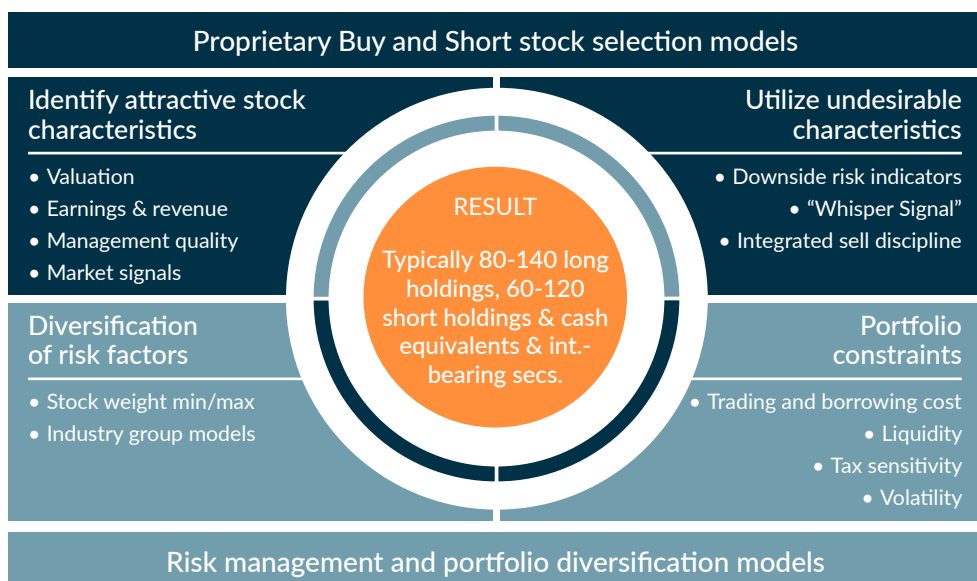 Proprietary Buy and Short stock selection models
Identify attractive stock
characteristics
• Valuation
• Earnings & revenue
• Management quality
• Market signals
Utilize undesirable
characteristics
• Downside risk indicators
• “Whisper Signal”
• Integrated sell discipline
RESULT
Typically 80-140 long
holdings, 60-120
short holdings & cash
equivalents & int.-
bearing secs.
Diversification
of risk factors
• Stock weight min/max
• Industry group models
Portfolio
constraints
• Trading and borrowing cost
• Liquidity
• Tax sensitivity
• Volatility
Risk management and portfolio diversification models